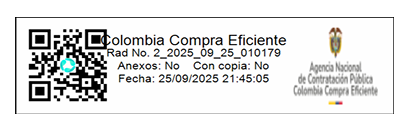 Colombia Compra Eficiente
Rad No. 2_2025_09_25_010179
Anexos: No Con copia: No
Fecha: 25/09/2025 21:45:05
Agencia Nacional
de Contratación Pública
Colombia Compra Eficiente